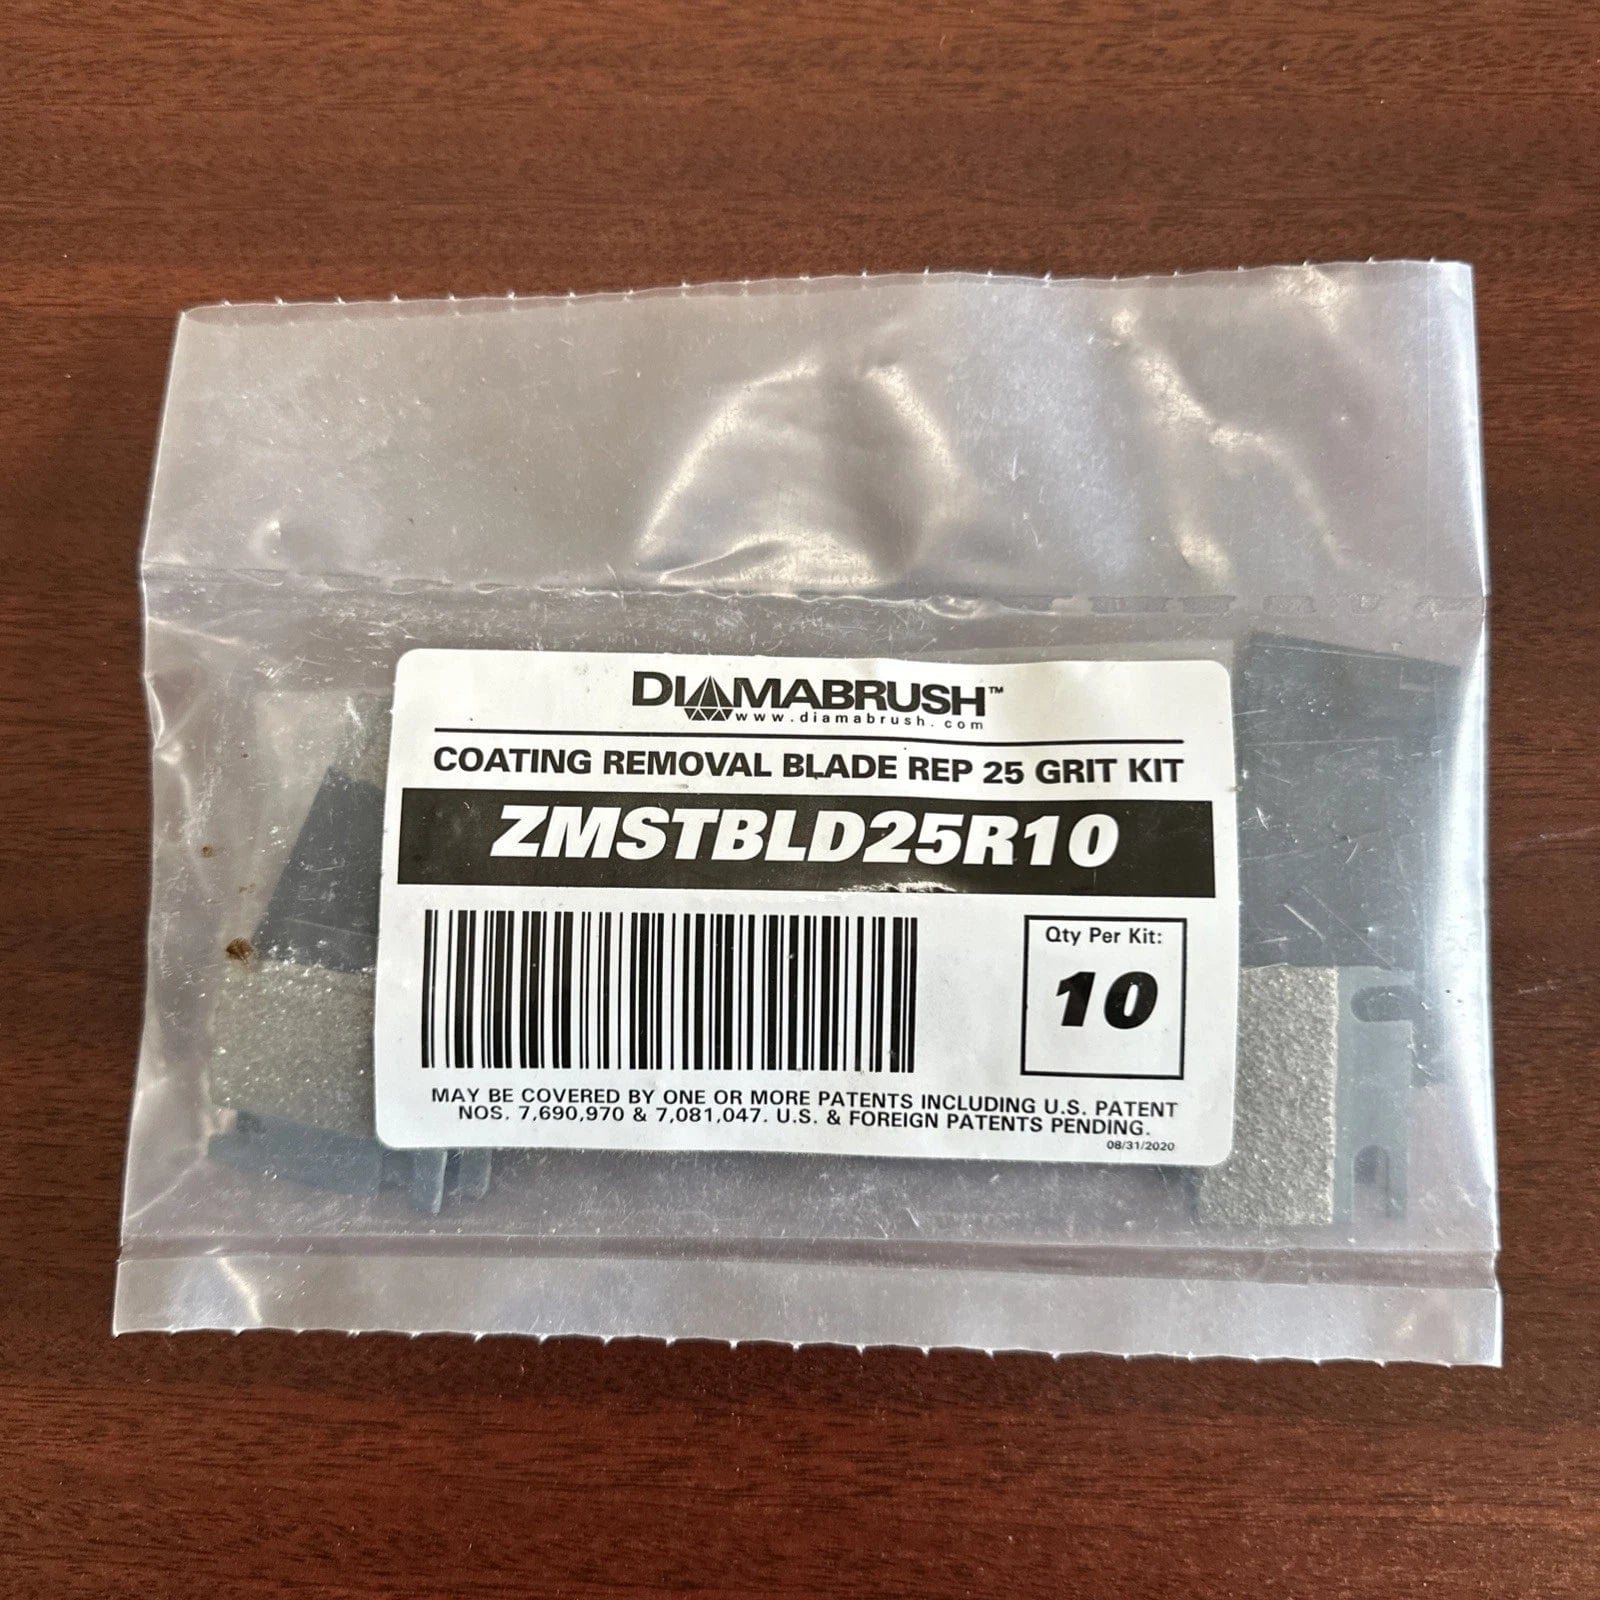 DIAMABRUSH™
www.diamabrush.com
COATING REMOVAL BLADE REP 25 GRIT KIT
ZMSTBLD25R10
Qty Per Kit:
10
MAY BE COVERED BY ONE OR MORE PATENTS INCLUDING U.S. PATENT
NOS. 7,690,970 & 7,081,047. U.S. & FOREIGN PATENTS PENDING.
08/31/2020